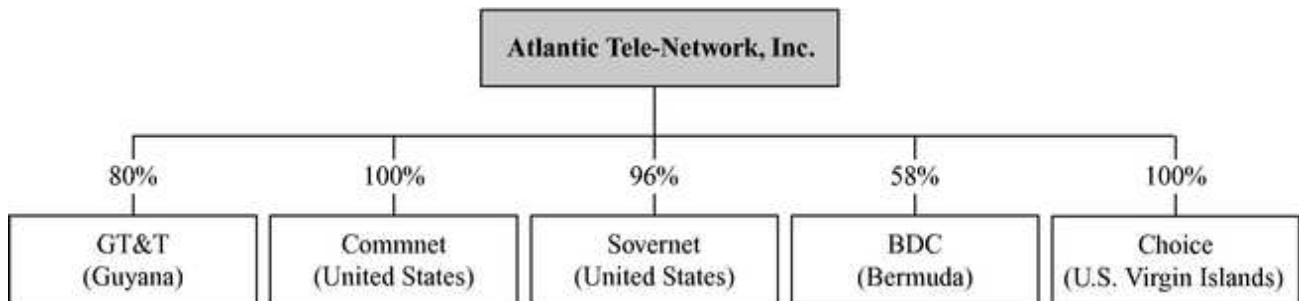 Atlantic Tele-Network, Inc.
80%
100%
96%
58%
100%
GT&T
(Guyana)
Commnet
(United States)
Sovernet
(United States)
BDC
(Bermuda)
Choice
(U.S. Virgin Islands)